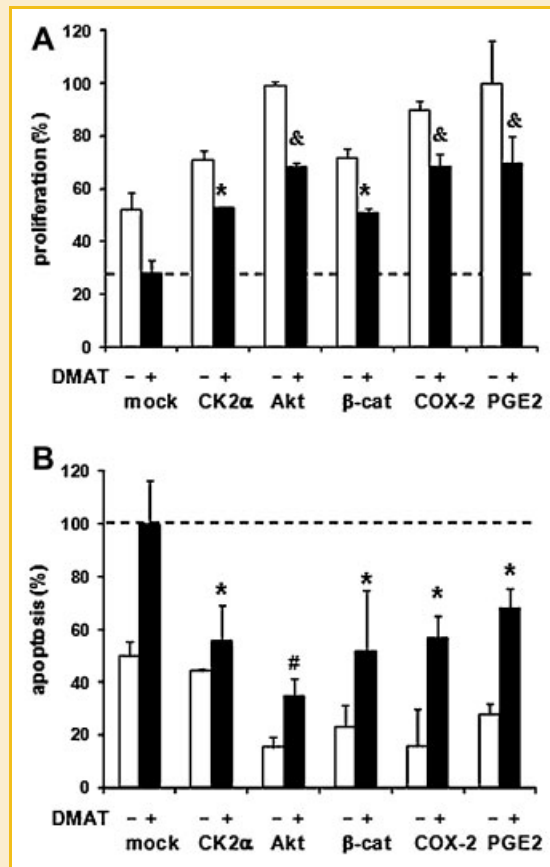 A
120
100
80
60
40
20
0
proliferation (%)
& & &
* *
DMAT - + - + - + - + - + - +
mock CK2α Akt β-cat COX-2 PGE2
B
120
100
80
60
40
20
0
apoptosis (%)
* # * * *
DMAT - + - + - + - + - + - +
mock CK2α Akt β-cat COX-2 PGE2